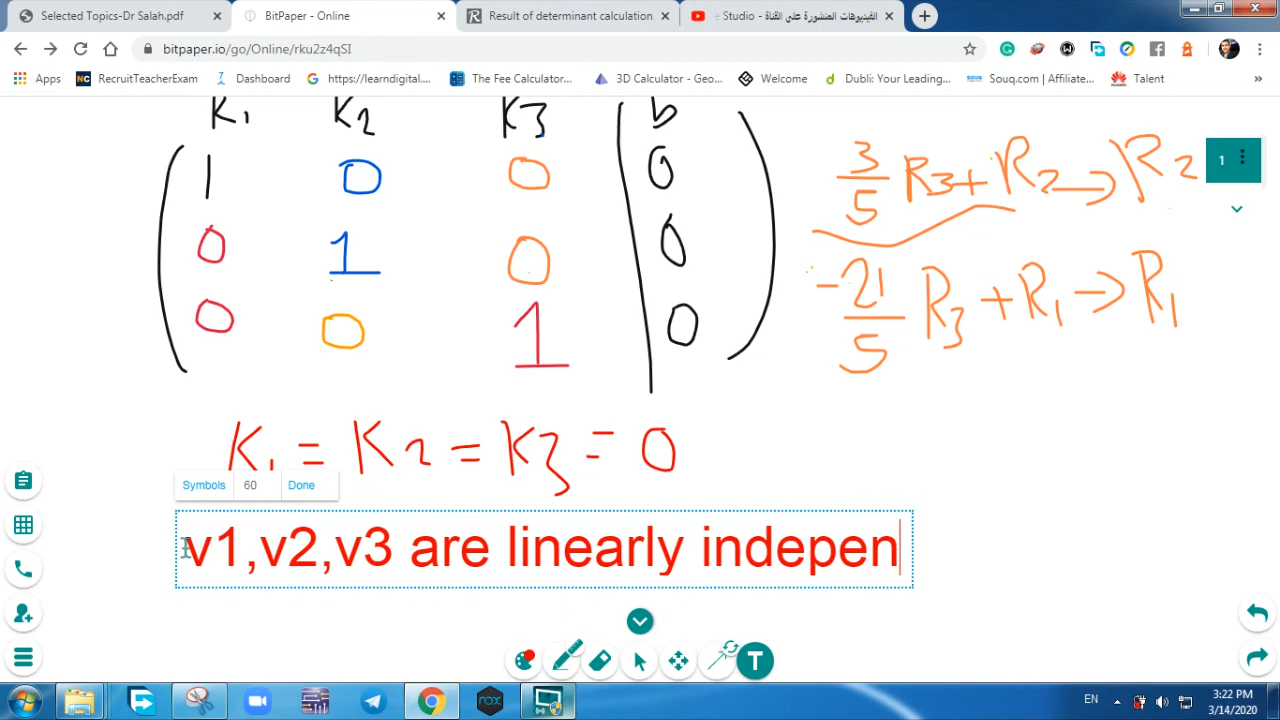 Selected Topics-Dr Salah.pdf
BitPaper - Online
Result of determinant calculation
e Studio - الفيديوهات المنشورة على القناة
bitpaper.io/go/Online/rku2z4qSI
Apps
RecruitTeacherExam
Dashboard
https://learndigital....
The Fee Calculator...
3D Calculator - Geo...
Welcome
Dubli: Your Leading...
Souq.com | Affiliate...
Talent
»
K1 K2 K3 b
1 0 0 0
0 1 0 0
0 0 1 0
3/5 R3 + R2 → R2
-21/5 R3 + R1 → R1
1
K1 = K2 = K3 = 0
Symbols 60 Done
v1,v2,v3 are linearly indepen
T
EN
3:22 PM
3/14/2020